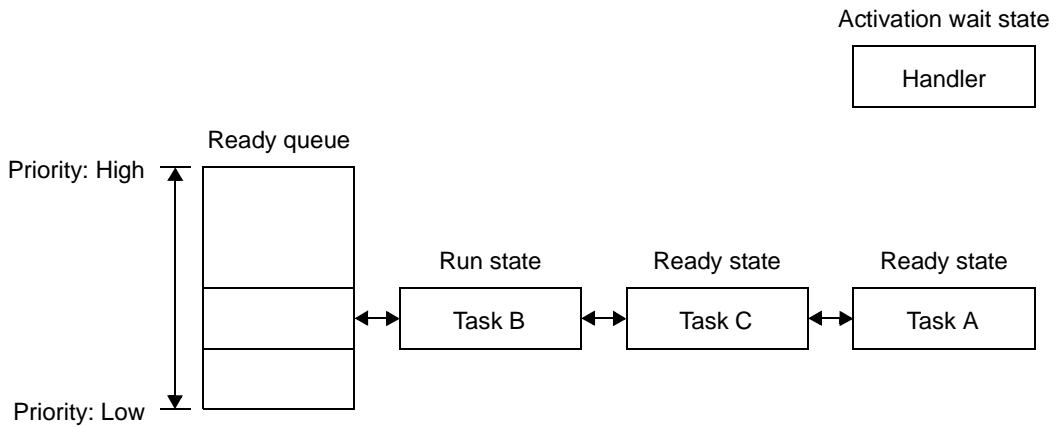 Activation wait state
Handler
Ready queue
Priority: High
Run state
Ready state
Ready state
Task B
Task C
Task A
Priority: Low